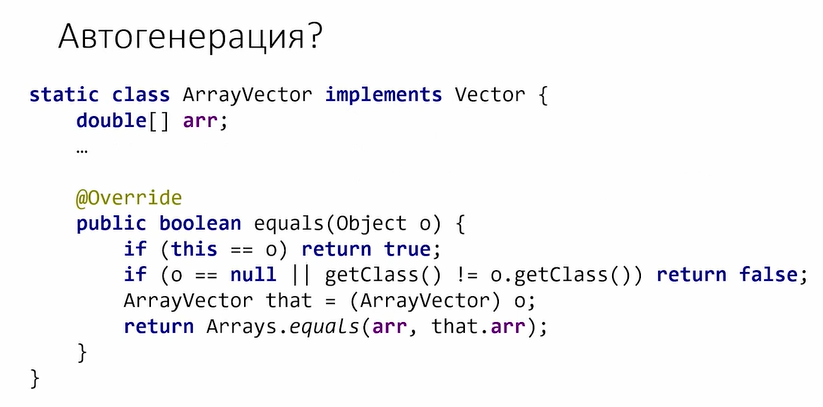 Автогенерация?
static class ArrayVector implements Vector {
    double[] arr;
    …
    @Override
    public boolean equals(Object o) {
        if (this == o) return true;
        if (o == null || getClass() != o.getClass()) return false;
        ArrayVector that = (ArrayVector) o;
        return Arrays.equals(arr, that.arr);
    }
}